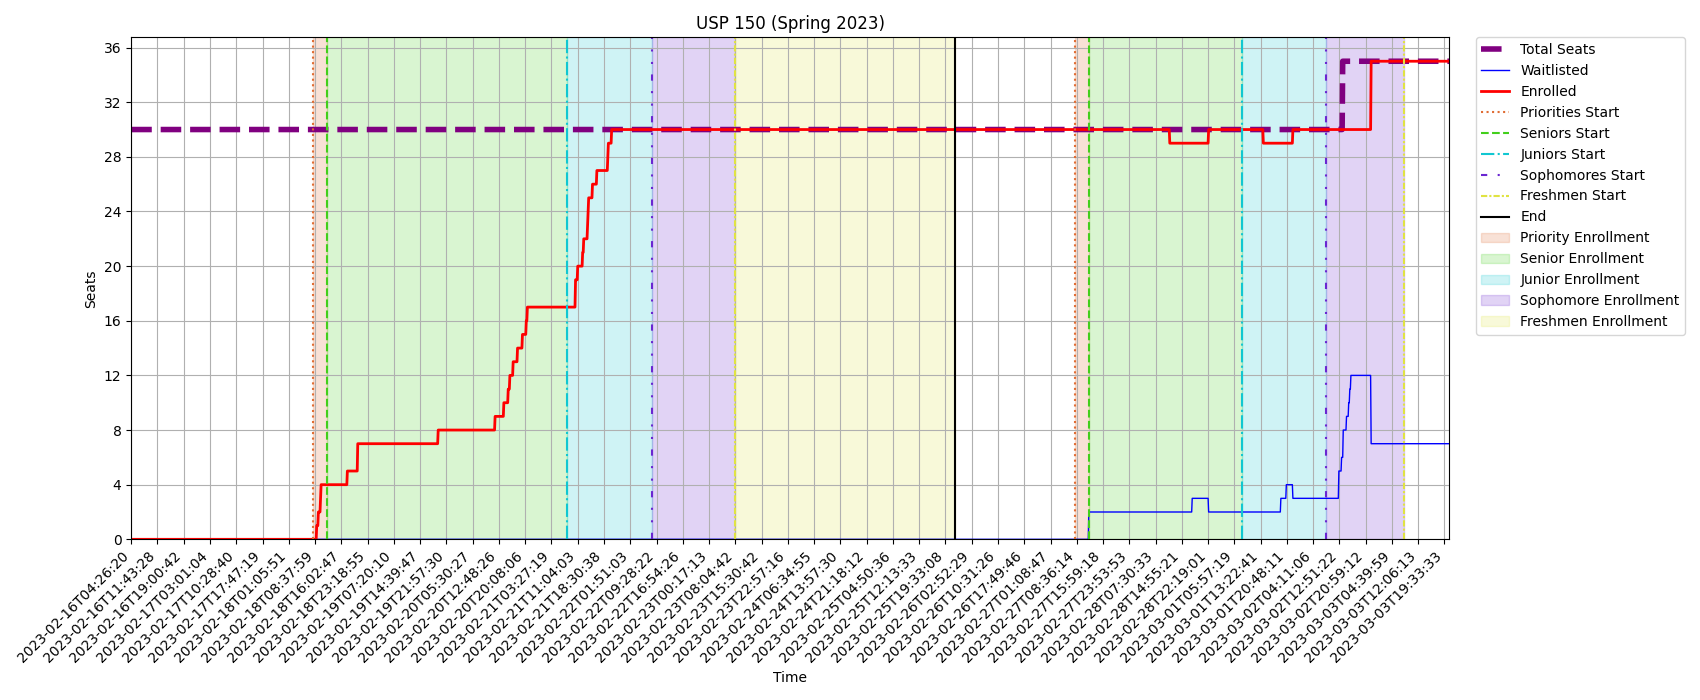 USP 150 (Spring 2023)
36
32
28
24
20
16
12
8
4
0
Seats
2023-02-16T04:26:20
2023-02-16T11:43:28
2023-02-16T19:00:42
2023-02-17T03:01:04
2023-02-17T10:28:40
2023-02-17T17:47:19
2023-02-18T01:05:51
2023-02-18T08:37:59
2023-02-18T16:02:47
2023-02-18T23:18:55
2023-02-19T07:20:10
2023-02-19T14:39:47
2023-02-19T21:57:30
2023-02-20T05:30:27
2023-02-20T12:48:26
2023-02-20T20:08:06
2023-02-21T03:27:19
2023-02-21T11:04:03
2023-02-21T18:30:38
2023-02-22T01:51:03
2023-02-22T09:28:22
2023-02-22T16:54:26
2023-02-23T00:17:13
2023-02-23T08:04:42
2023-02-23T15:30:42
2023-02-23T22:57:16
2023-02-24T06:34:55
2023-02-24T13:57:30
2023-02-24T21:18:12
2023-02-25T04:50:36
2023-02-25T12:13:33
2023-02-25T19:33:08
2023-02-26T02:52:29
2023-02-26T10:31:26
2023-02-26T17:49:46
2023-02-27T01:08:47
2023-02-27T08:36:14
2023-02-27T15:59:18
2023-02-27T23:53:53
2023-02-28T07:30:33
2023-02-28T14:55:21
2023-02-28T22:19:01
2023-03-01T05:57:19
2023-03-01T13:22:41
2023-03-01T20:48:11
2023-03-02T04:11:06
2023-03-02T12:51:22
2023-03-02T20:59:12
2023-03-03T04:39:59
2023-03-03T12:06:13
2023-03-03T19:33:33
Time
Total Seats
Waitlisted
Enrolled
Priorities Start
Seniors Start
Juniors Start
Sophomores Start
Freshmen Start
End
Priority Enrollment
Senior Enrollment
Junior Enrollment
Sophomore Enrollment
Freshmen Enrollment